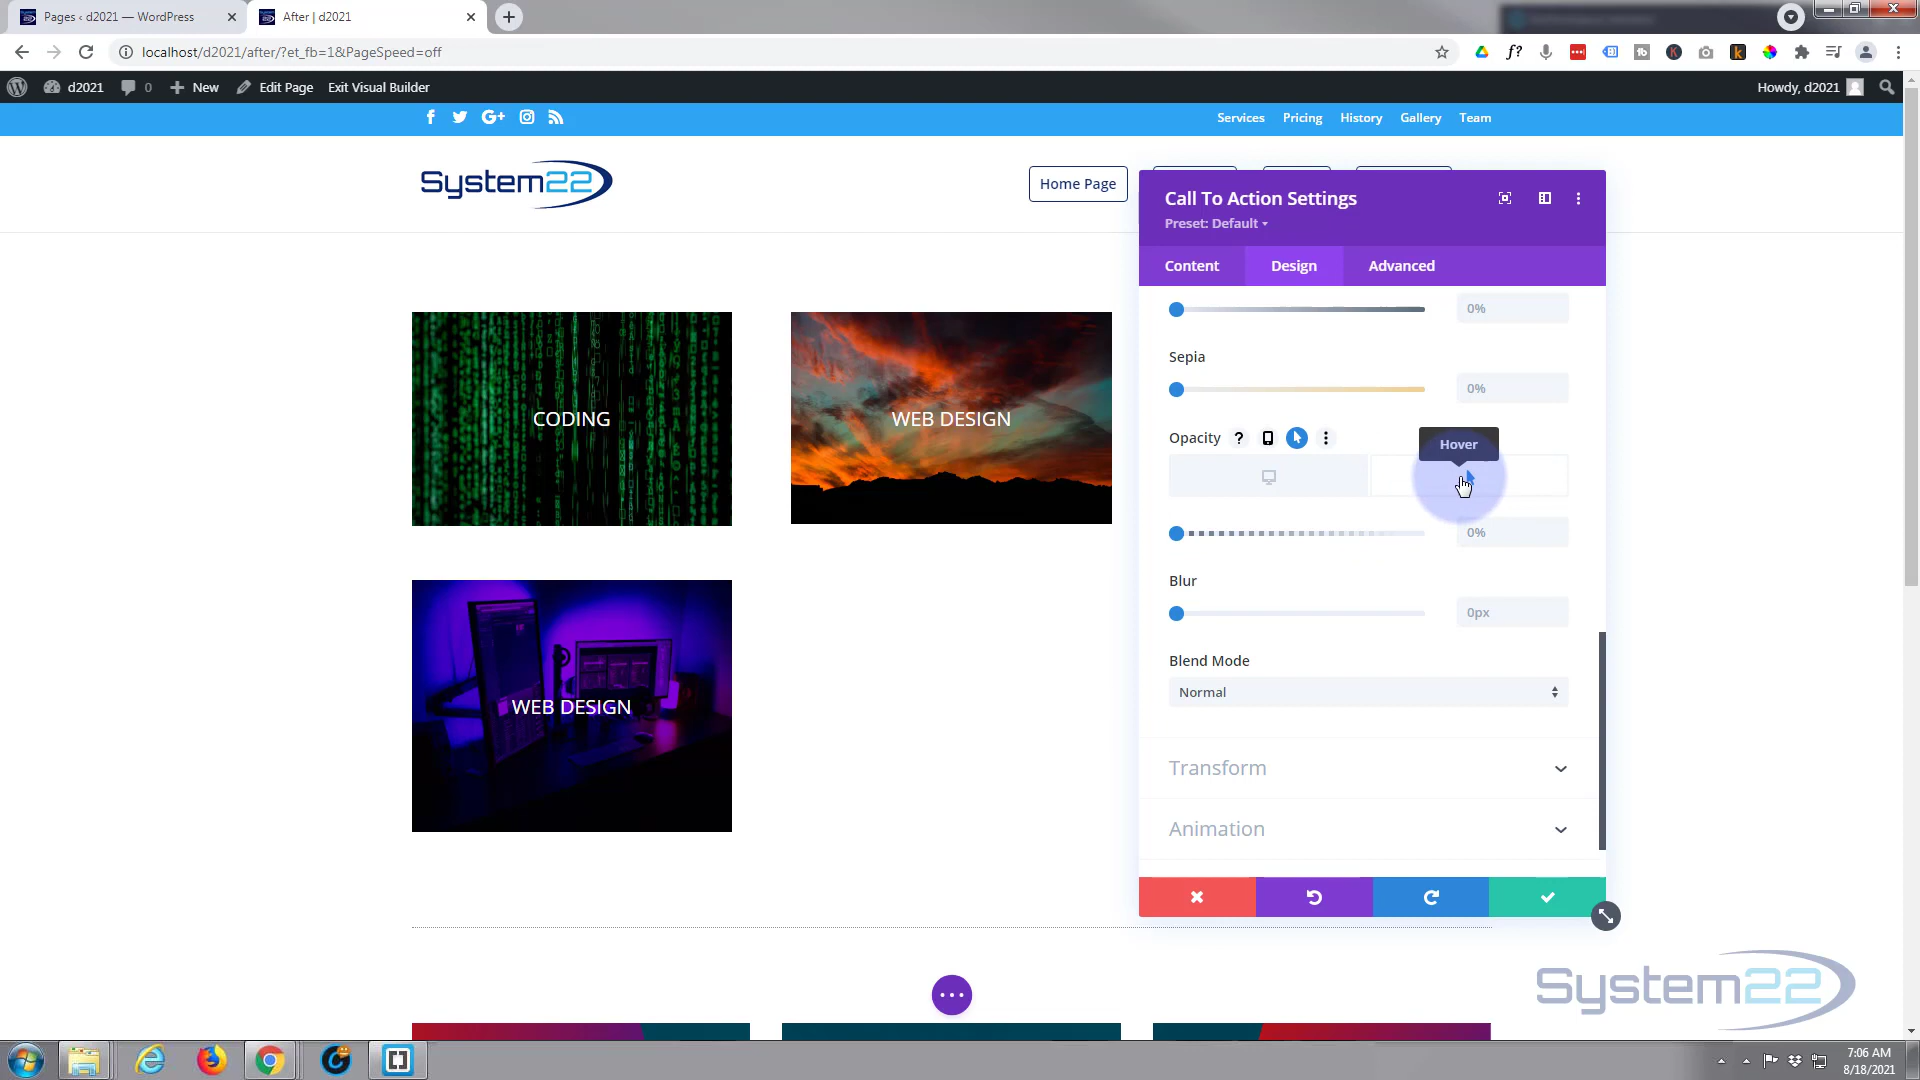 Pages ‹ d2021 — WordPress
After | d2021
localhost/d2021/after/?et_fb=1&PageSpeed=off
d2021
0
New
Edit Page
Exit Visual Builder
Howdy, d2021
Services
Pricing
History
Gallery
Team
System22
Home Page
Call To Action Settings
Preset: Default
Content
Design
Advanced
0%
Sepia
0%
Opacity
?
Hover
0%
Blur
0px
Blend Mode
Normal
Transform
Animation
CODING
WEB DESIGN
WEB DESIGN
System22
7:06 AM
8/18/2021